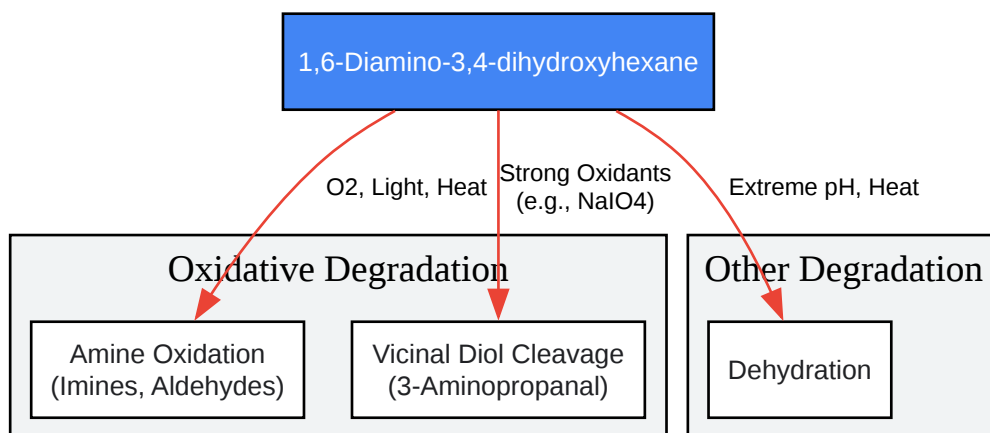 1,6-Diamino-3,4-dihydroxyhexane
O2, Light, Heat
Strong Oxidants
(e.g., NaIO4)
Extreme pH, Heat
Oxidative Degradation
Other Degradation
Amine Oxidation
(Imines, Aldehydes)
Vicinal Diol Cleavage
(3-Aminopropanal)
Dehydration